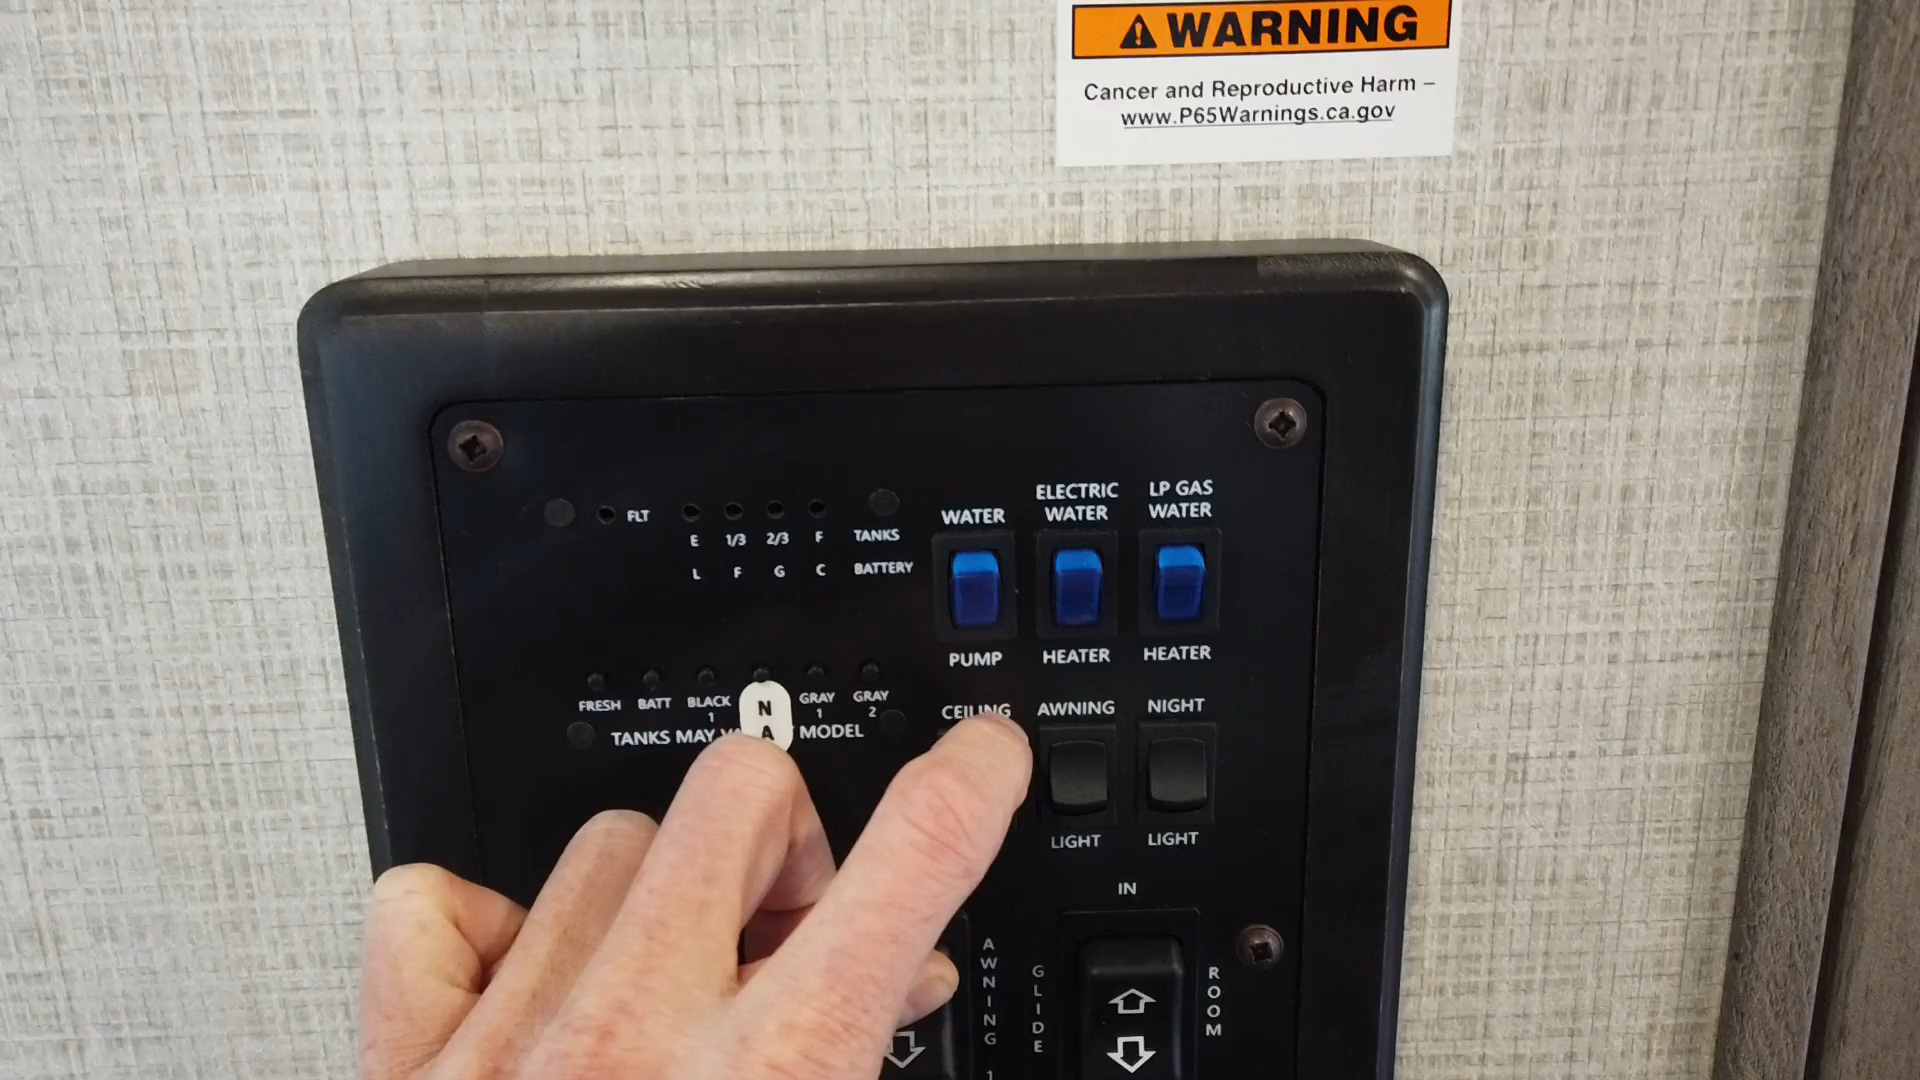 WARNING
Cancer and Reproductive Harm –
www.P65Warnings.ca.gov
FLT
E 1/3 2/3 F TANKS
L F G C BATTERY
WATER
PUMP
ELECTRIC
WATER
HEATER
LP GAS
WATER
HEATER
FRESH BATT BLACK
1
N
A
GRAY
1
GRAY
2
TANKS MAY MODEL
CEILING
AWNING
LIGHT
NIGHT
LIGHT
AWNING 1
GLIDE
IN
ROOM